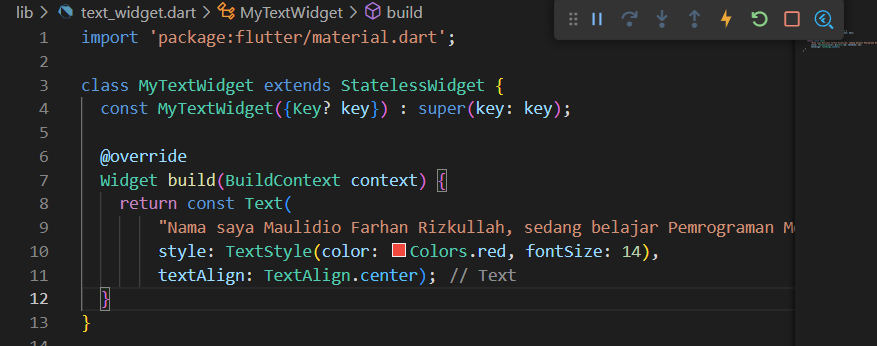 lib > text_widget.dart > MyTextWidget > build
1 import 'package:flutter/material.dart';
2
3 class MyTextWidget extends StatelessWidget {
4 const MyTextWidget({Key? key}) : super(key: key);
5
6 @override
7 Widget build(BuildContext context) {
8 return const Text(
9 "Nama saya Maulidio Farhan Rizkullah, sedang belajar Pemrograman
10 style: TextStyle(color: Colors.red, fontSize: 14),
11 textAlign: TextAlign.center); // Text
12 }
13 }
14